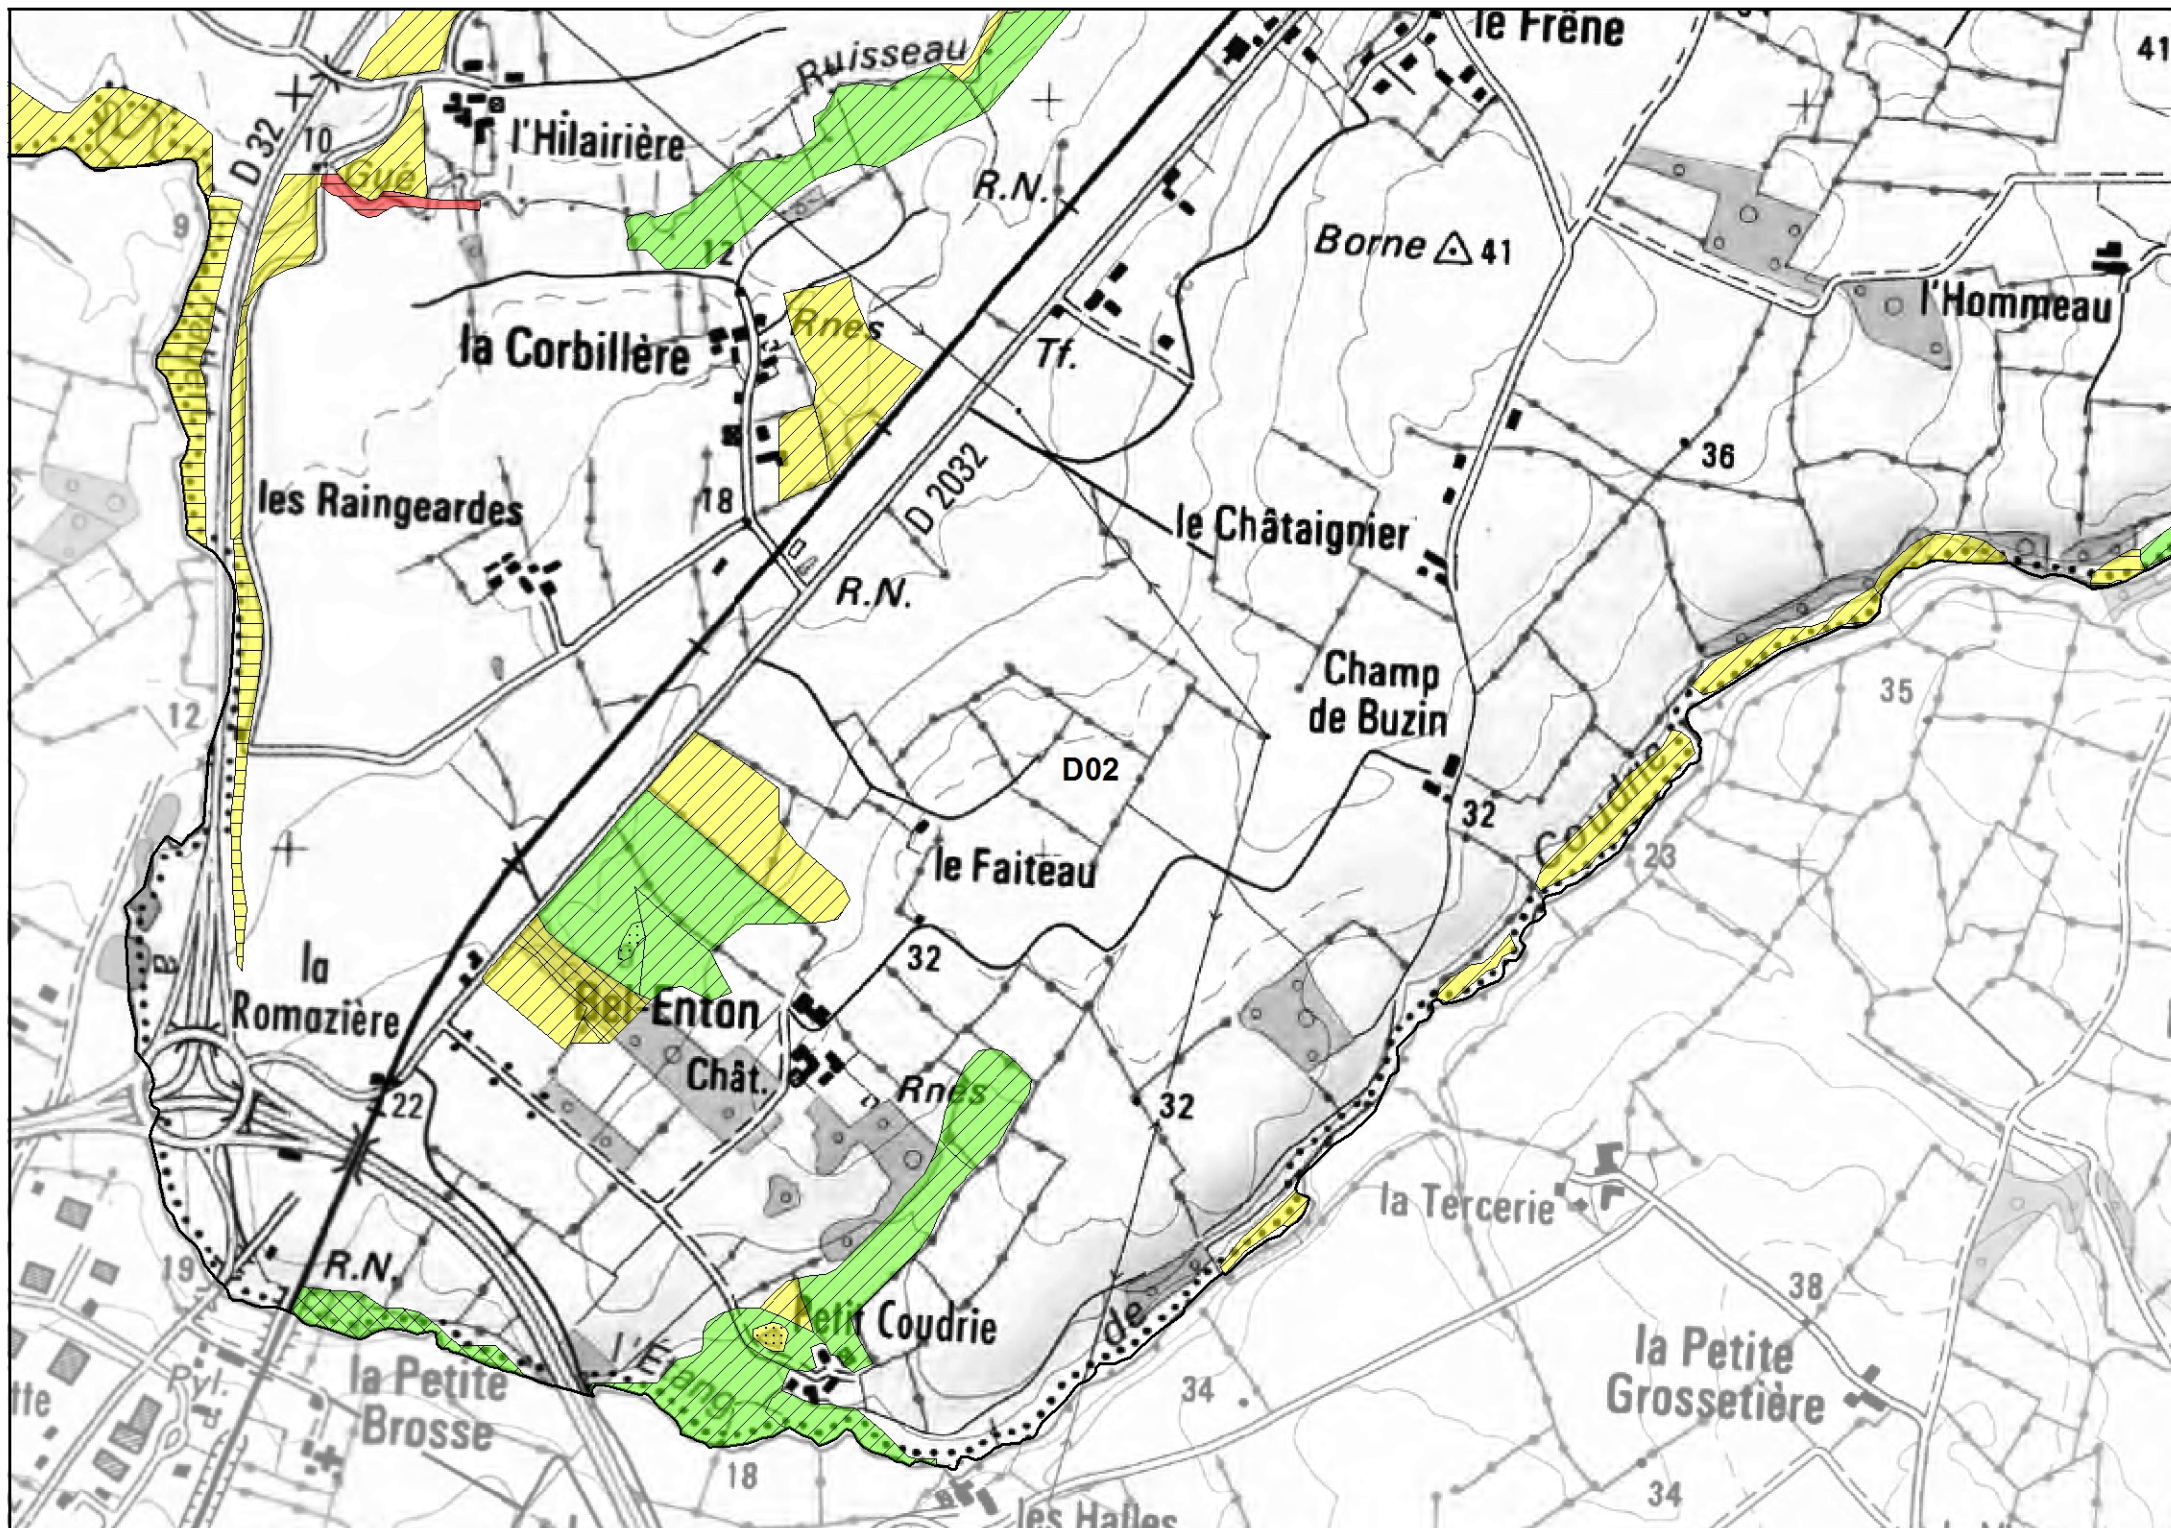 le Frêne
41
Ruisseau
D 32
10
l'Hilairière
Gué
R.N.
9
12
Borne
41
l'Hommeau
Rnes
la Corbillère
Tf.
D 2032
36
les Raingeardes
18
le Châtaignier
R.N.
Champ
de Buzin
35
12
D02
32
Coudrie
23
le Faiteau
la
Romazière
a
32
Bel-Enton
Chât.
Rnes
22
32
la Tercerie
19
R.N.
38
Petit Coudrie
de
l'Étang
la Petite
Brosse
Pyl.
la Petite
Grossetière
34
18
34
les Halles